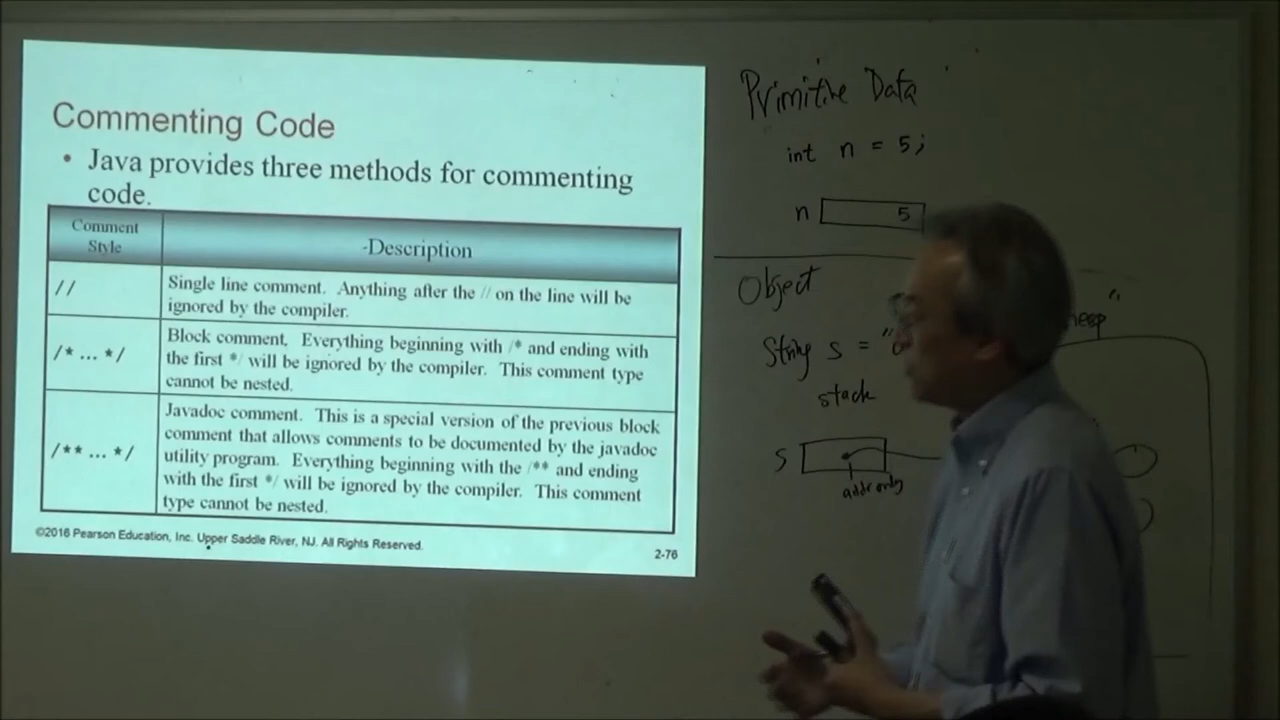 Commenting Code
• Java provides three methods for commenting
code.
Comment
Style
-Description
//
Single line comment. Anything after the // on the line will be
ignored by the compiler.
/* ... */
Block comment. Everything beginning with /* and ending with
the first */ will be ignored by the compiler. This comment type
cannot be nested.
/** ... */
Javadoc comment. This is a special version of the previous block
comment that allows comments to be documented by the javadoc
utility program. Everything beginning with the /** and ending
with the first */ will be ignored by the compiler. This comment
type cannot be nested.
©2016 Pearson Education, Inc. Upper Saddle River, NJ. All Rights Reserved.
2-76
Primitive Data
int n = 5;
n 5
Object
String s = "
stack
s
addr only
heap"